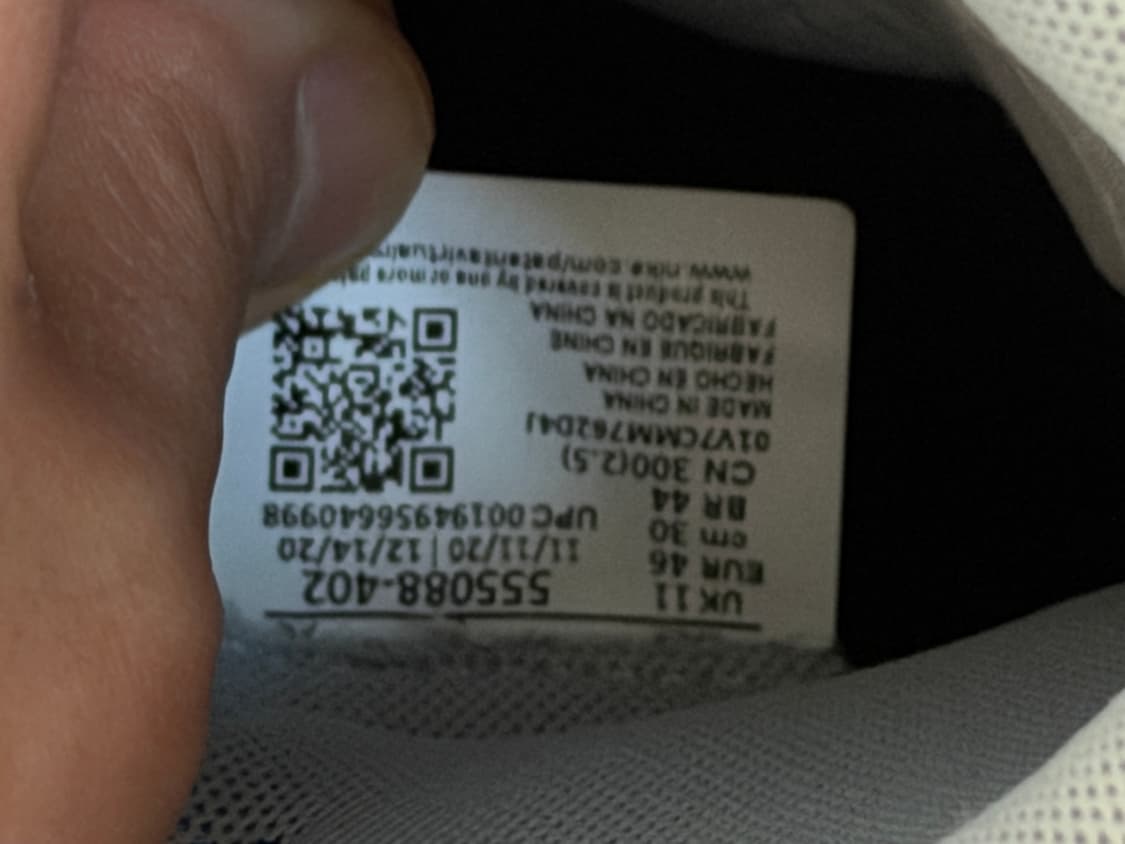 UK 11
EUR 46
cm 30
BR 44
CN 300(2.5)
555088-402
11/11/20 | 12/14/20
UPC 00194956640998
01V7CMM762D4J
MADE IN CHINA
HECHO EN CHINA
FABRIQUE EN CHINE
FABRICADO NA CHINA
This product is covered by one or more
www.nike.com/patentavirtualm